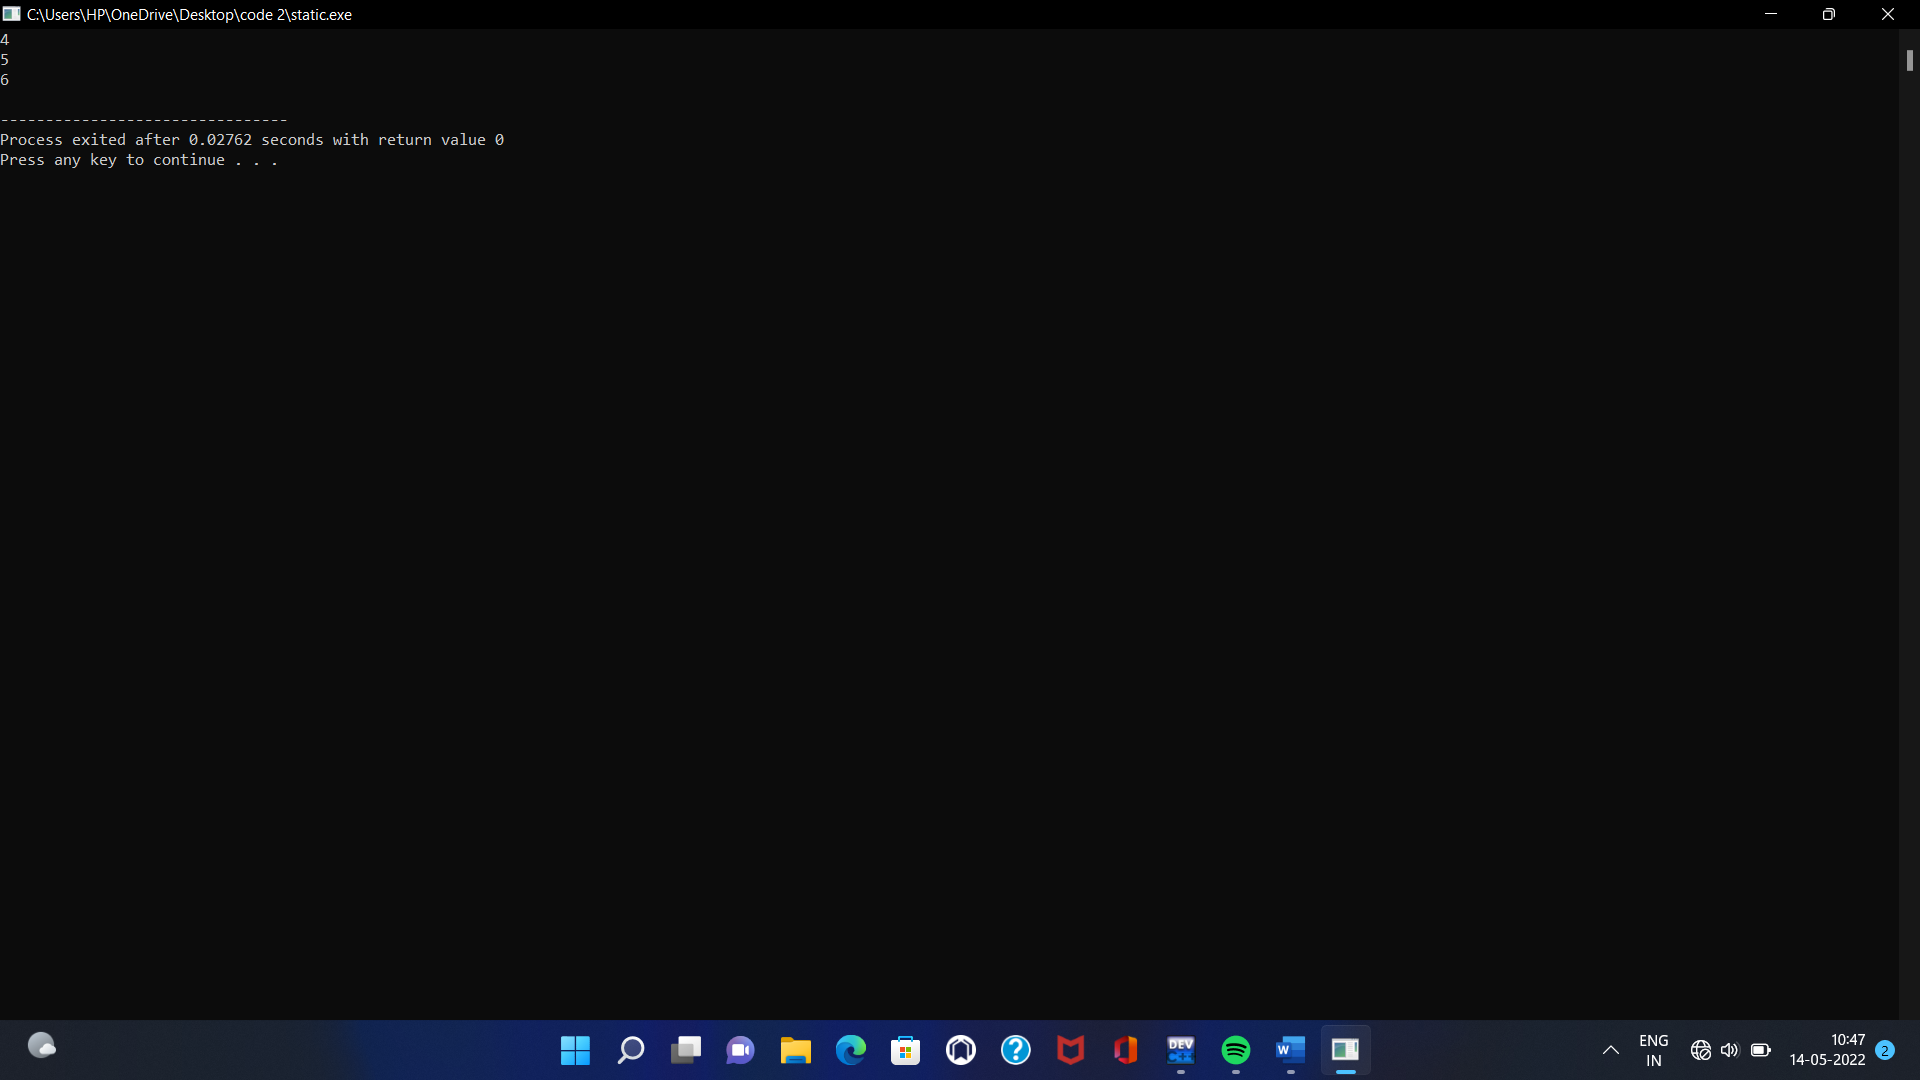 C:\Users\HP\OneDrive\Desktop\code 2\static.exe
4
5
6
--------------------------------
Process exited after 0.02762 seconds with return value 0
Press any key to continue . . .
DEV
C++
W
ENG
IN
10:47
14-05-2022
2